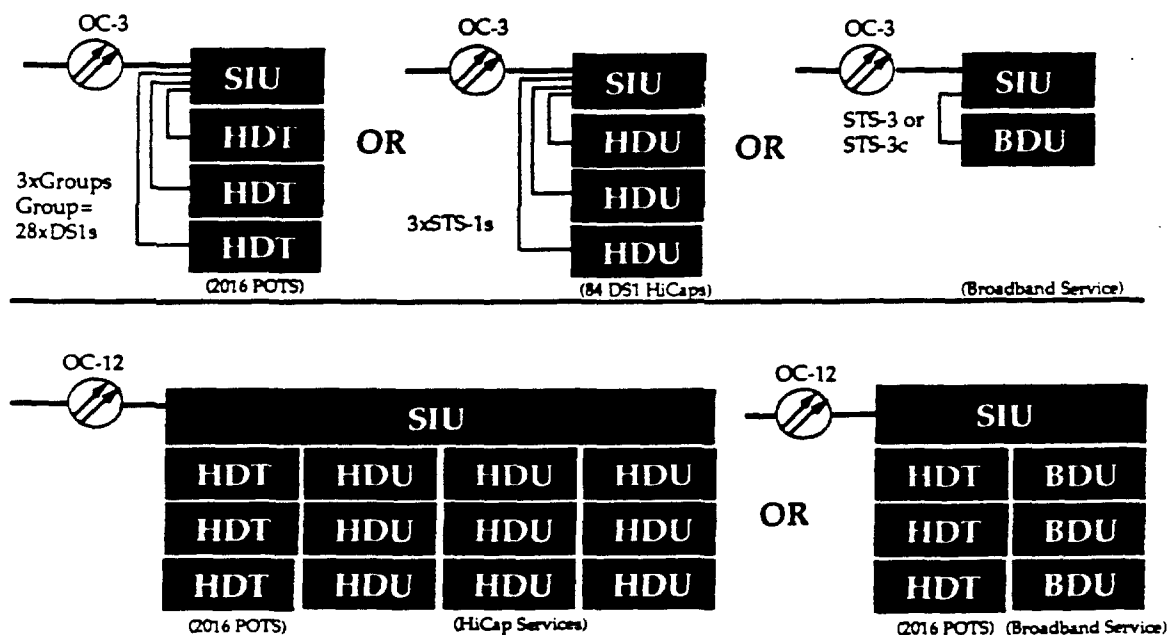 OC-3
SIU
HDT
HDT
HDT
3xGroups
Group=
28xDS1s
(2016 POTS)
OR
OC-3
SIU
HDU
HDU
HDU
3xSTS-1s
(84 DS1 HiCaps)
OR
OC-3
STS-3 or
STS-3c
SIU
BDU
(Broadband Service)
OC-12
SIU
HDT HDU HDU HDU
HDT HDU HDU HDU
HDT HDU HDU HDU
(2016 POTS) (HiCap Services)
OR
OC-12
SIU
HDT BDU
HDT BDU
HDT BDU
(2016 POTS) (Broadband Service)